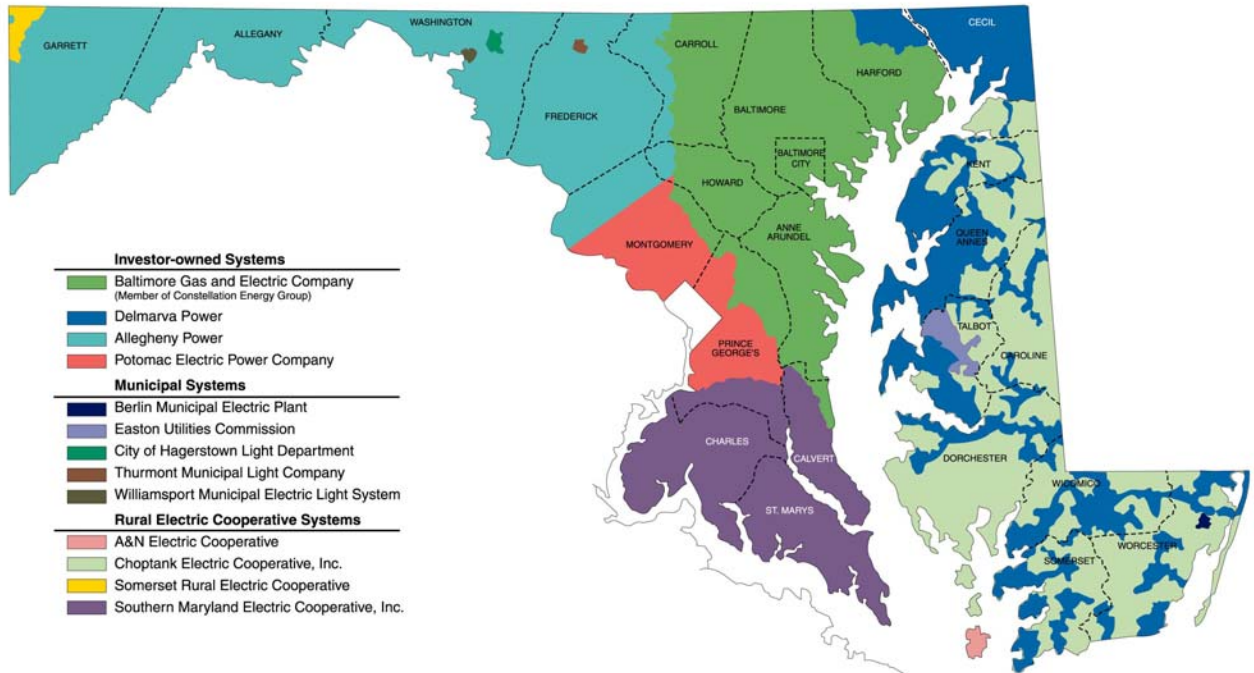 WASHINGTON
CECIL
GARRETT
ALLEGANY
CARROLL
HARFORD
BALTIMORE
FREDERICK
BALTIMORE
CITY
KENT
HOWARD
ANNE
ARUNDEL
QUEEN
ANNES
MONTGOMERY
TALBOT
PRINCE
GEORGE'S
CAROLINE
CHARLES
CALVERT
DORCHESTER
WICOMICO
ST. MARYS
WORCESTER
SOMERSET
Investor-owned Systems
Baltimore Gas and Electric Company
(Member of Constellation Energy Group)
Delmarva Power
Allegheny Power
Potomac Electric Power Company
Municipal Systems
Berlin Municipal Electric Plant
Easton Utilities Commission
City of Hagerstown Light Department
Thurmont Municipal Light Company
Williamsport Municipal Electric Light System
Rural Electric Cooperative Systems
A&N Electric Cooperative
Choptank Electric Cooperative, Inc.
Somerset Rural Electric Cooperative
Southern Maryland Electric Cooperative, Inc.